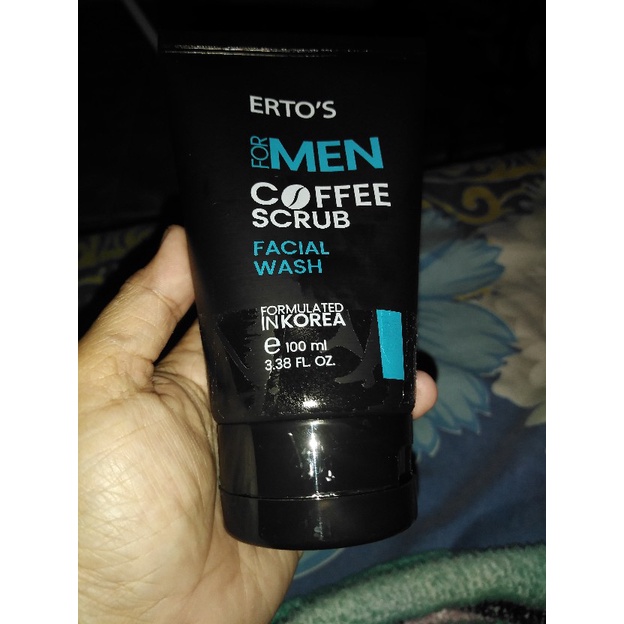 ERTO'S
FOR MEN
COFFEE
SCRUB
FACIAL
WASH
FORMULATED
IN KOREA
e 100 ml
3.38 FL. OZ.